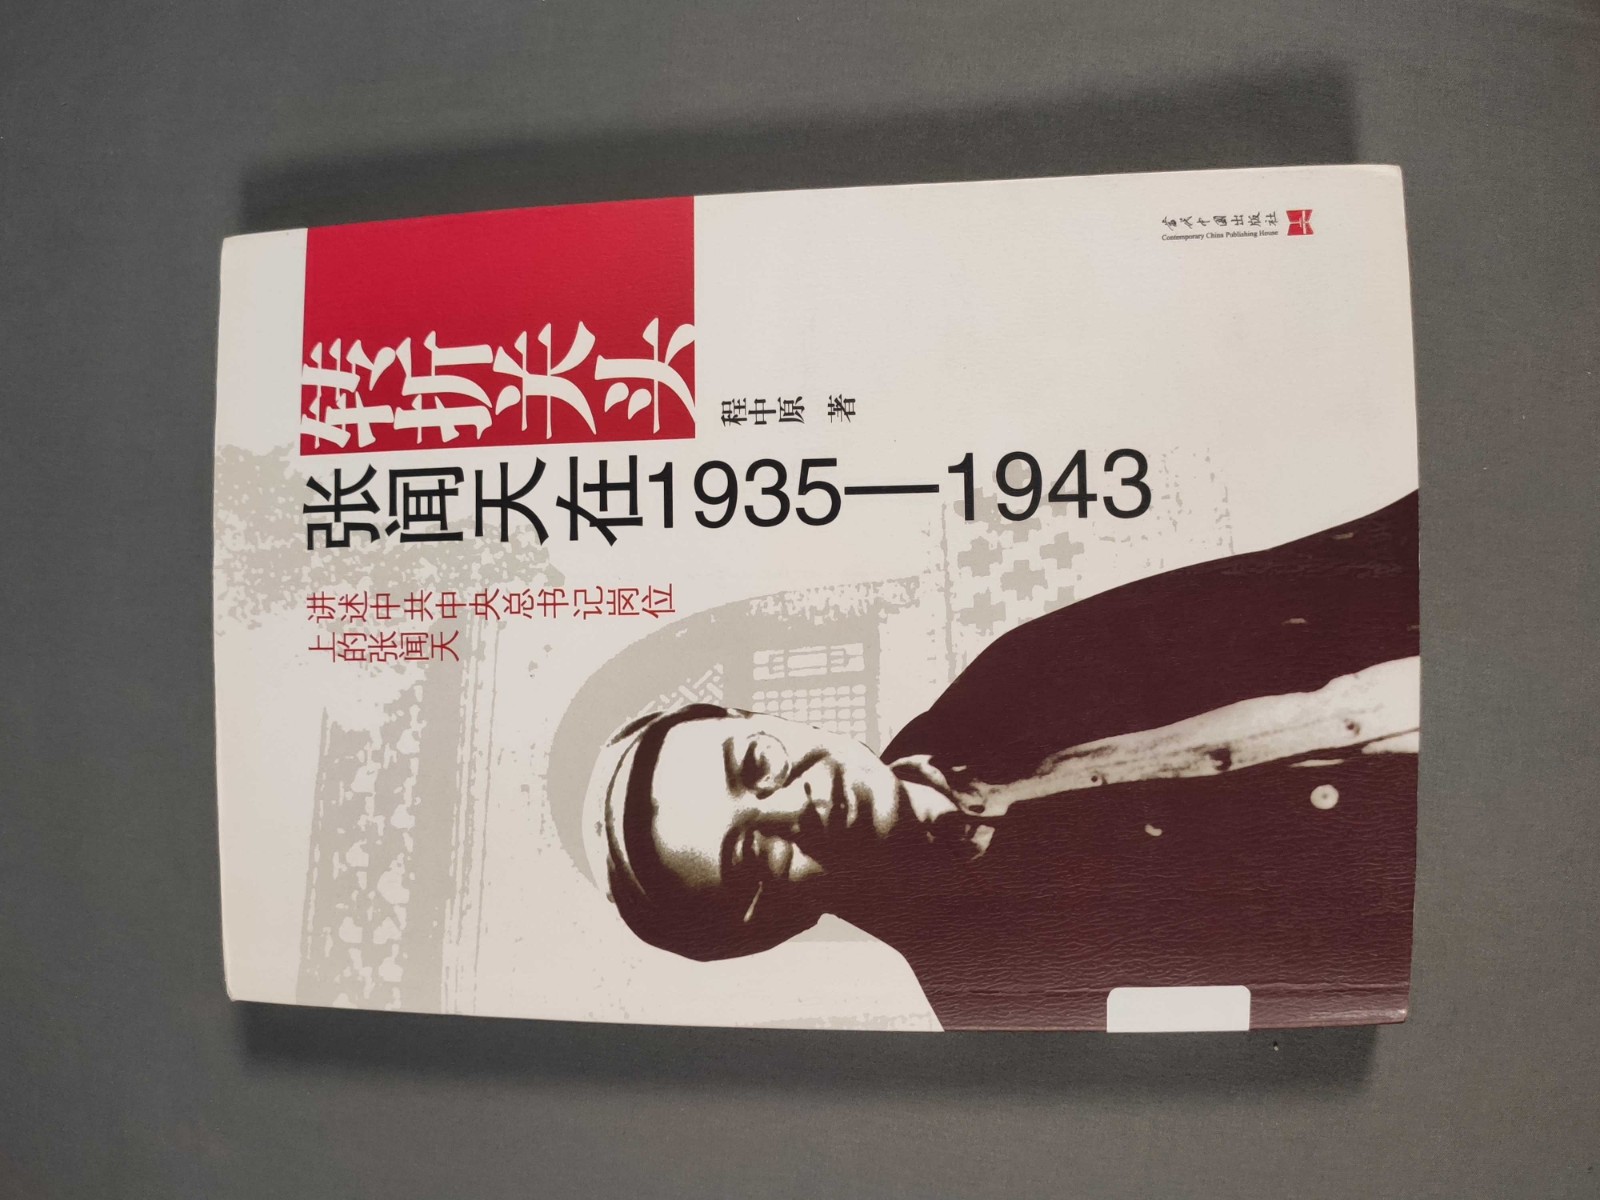 转折关头
张闻天在1935—1943
讲述中共中央总书记岗位
上的张闻天
程中原 著
当代中国出版社
Contemporary China Publishing House